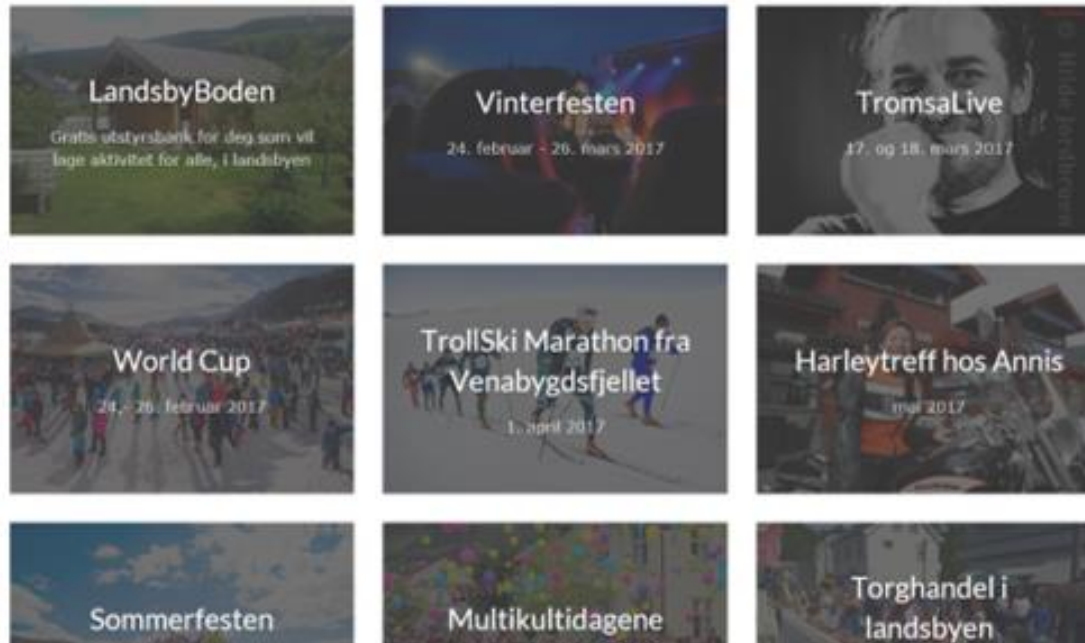 LandsbyBoden
Gratis utstyrsbank for deg som vil
lage aktivitet for alle, i landsbyen
Vinterfesten
24. februar - 26. mars 2017
TromsaLive
17. og 18. mars 2017
World Cup
24,- 26. februar 2017
TrollSki Marathon fra
Venabygdsfjellet
1. april 2017
Harleytreff hos Annis
mai 2017
Sommerfesten
Multikultidagene
Torghandel i
landsbyen